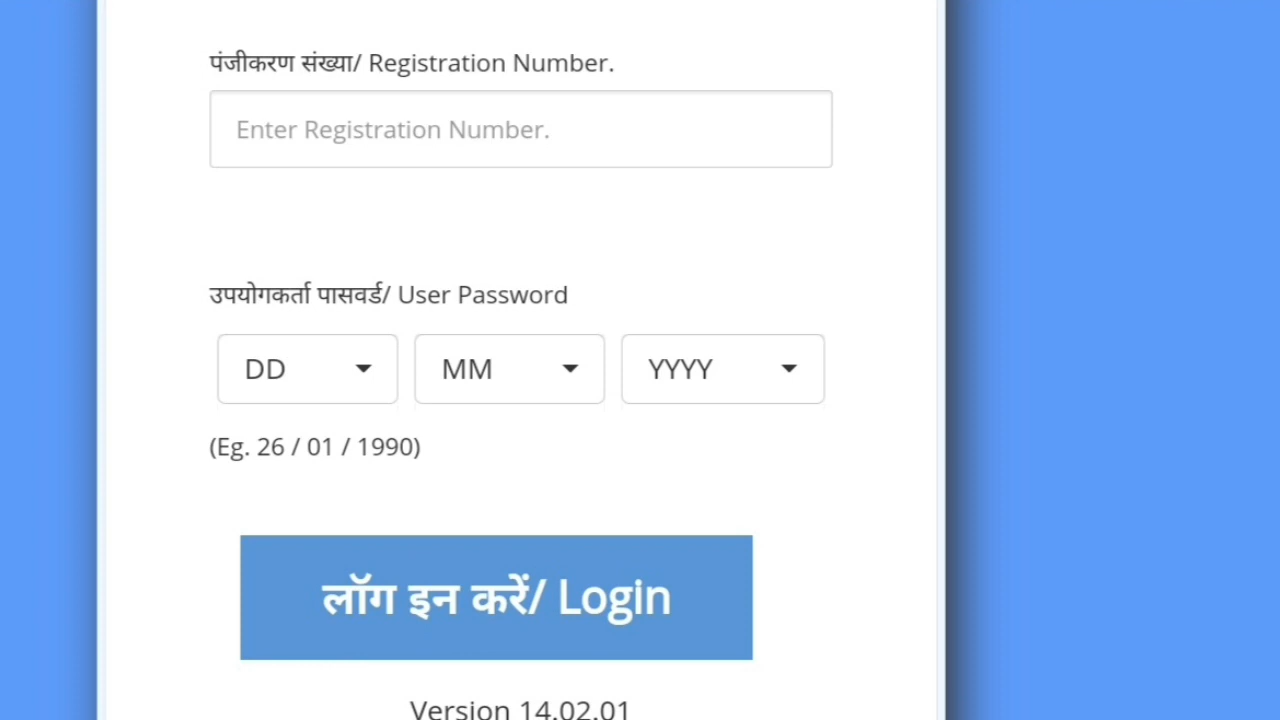 पंजीकरण संख्या/ Registration Number.
Enter Registration Number.
उपयोगकर्ता पासवर्ड/ User Password
DD MM YYYY
(Eg. 26 / 01 / 1990)
लॉग इन करें/ Login
Version 14.02.01